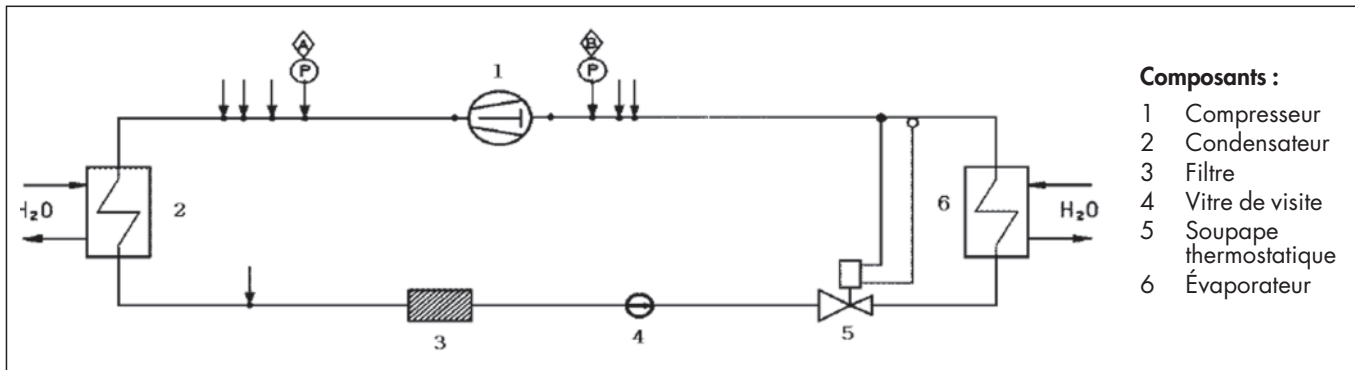 A
P
1
B
P
H₂O
2
6
H₂O
3
4
5
Composants :
1 Compresseur
2 Condensateur
3 Filtre
4 Vitre de visite
5 Soupape
thermostatique
6 Évaporateur